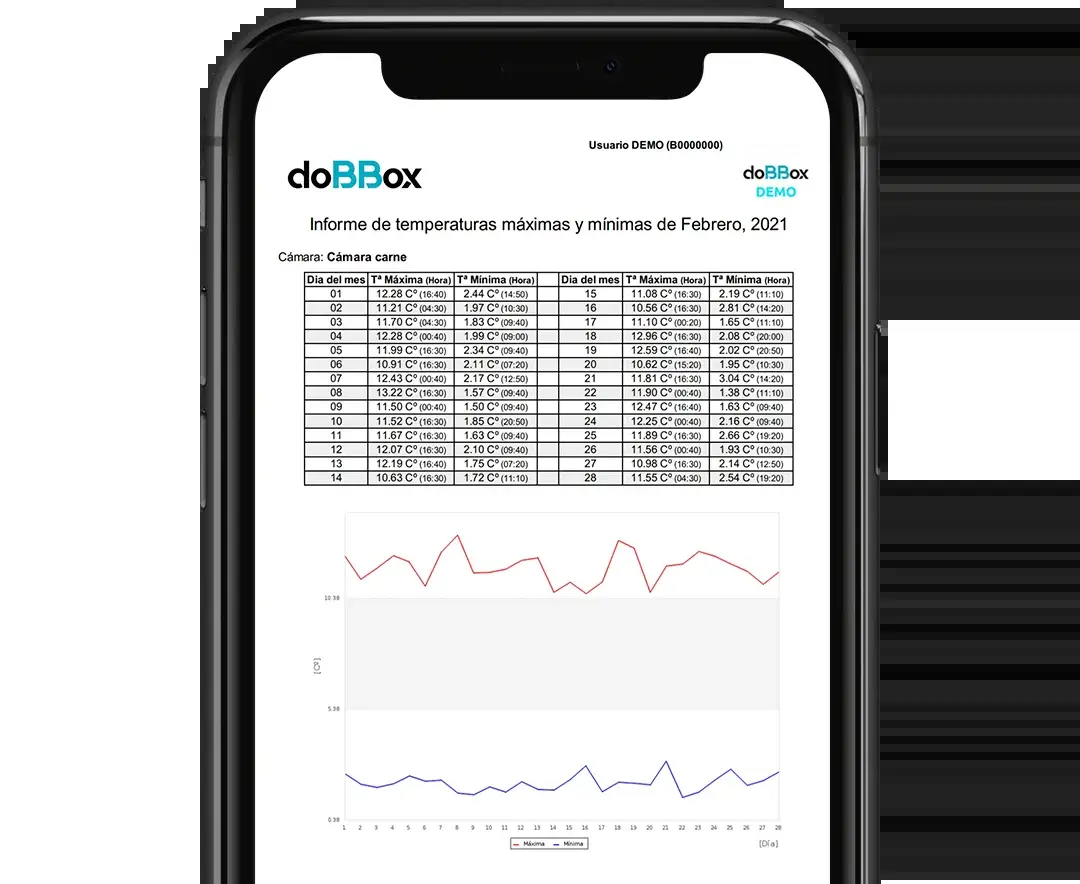 Usuario DEMO (B0000000)
doBBox
doBBox
DEMO
Informe de temperaturas máximas y mínimas de Febrero, 2021
Cámara: Cámara carne
Dia del mes Tª Máxima (Hora) Tª Mínima (Hora) Dia del mes Tª Máxima (Hora) Tª Mínima (Hora)
01 12.28 Cº (16:40) 2.44 Cº (14:50) 15 11.08 Cº (16:30) 2.19 Cº (11:10)
02 11.21 Cº (04:30) 1.97 Cº (10:30) 16 10.56 Cº (16:30) 2.81 Cº (14:20)
03 11.70 Cº (04:30) 1.83 Cº (09:40) 17 11.10 Cº (00:20) 1.65 Cº (11:10)
04 12.28 Cº (00:40) 1.99 Cº (09:00) 18 12.96 Cº (16:30) 2.08 Cº (20:00)
05 11.99 Cº (16:30) 2.34 Cº (09:40) 19 12.59 Cº (16:40) 2.02 Cº (20:50)
06 10.91 Cº (16:30) 2.11 Cº (07:20) 20 10.62 Cº (15:20) 1.95 Cº (10:30)
07 12.43 Cº (00:40) 2.17 Cº (12:50) 21 11.81 Cº (16:30) 3.04 Cº (14:20)
08 13.22 Cº (16:30) 1.57 Cº (09:40) 22 11.90 Cº (00:40) 1.38 Cº (11:10)
09 11.50 Cº (00:40) 1.50 Cº (09:40) 23 12.47 Cº (16:40) 1.63 Cº (09:40)
10 11.52 Cº (16:30) 1.85 Cº (20:50) 24 12.25 Cº (00:40) 2.16 Cº (09:40)
11 11.67 Cº (16:30) 1.63 Cº (09:40) 25 11.89 Cº (16:30) 2.66 Cº (19:20)
12 12.07 Cº (16:30) 2.10 Cº (09:40) 26 11.56 Cº (00:40) 1.93 Cº (10:30)
13 12.19 Cº (16:40) 1.75 Cº (07:20) 27 10.98 Cº (16:30) 2.14 Cº (12:50)
14 10.63 Cº (16:30) 1.72 Cº (11:10) 28 11.55 Cº (04:30) 2.54 Cº (19:20)
10.38
[Cº]
5.38
0.38
1 2 3 4 5 6 7 8 9 10 11 12 13 14 15 16 17 18 19 20 21 22 23 24 25 26 27 28
Máxima Mínima
[Día]